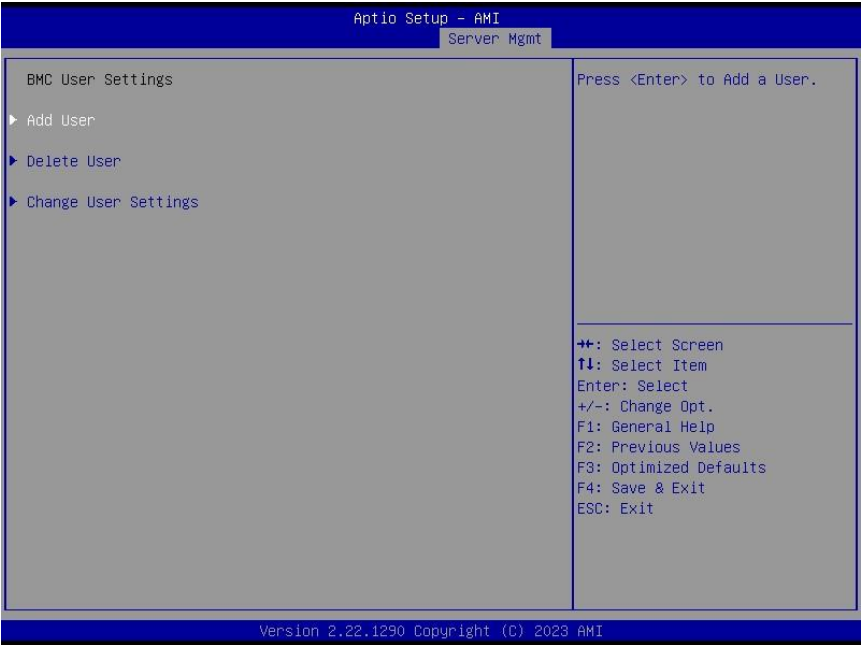 Aptio Setup – AMI
Server Mgmt
BMC User Settings
Add User
Delete User
Change User Settings
Press <Enter> to Add a User.
→←: Select Screen
↑↓: Select Item
Enter: Select
+/-: Change Opt.
F1: General Help
F2: Previous Values
F3: Optimized Defaults
F4: Save & Exit
ESC: Exit
Version 2.22.1290 Copyright (C) 2023 AMI